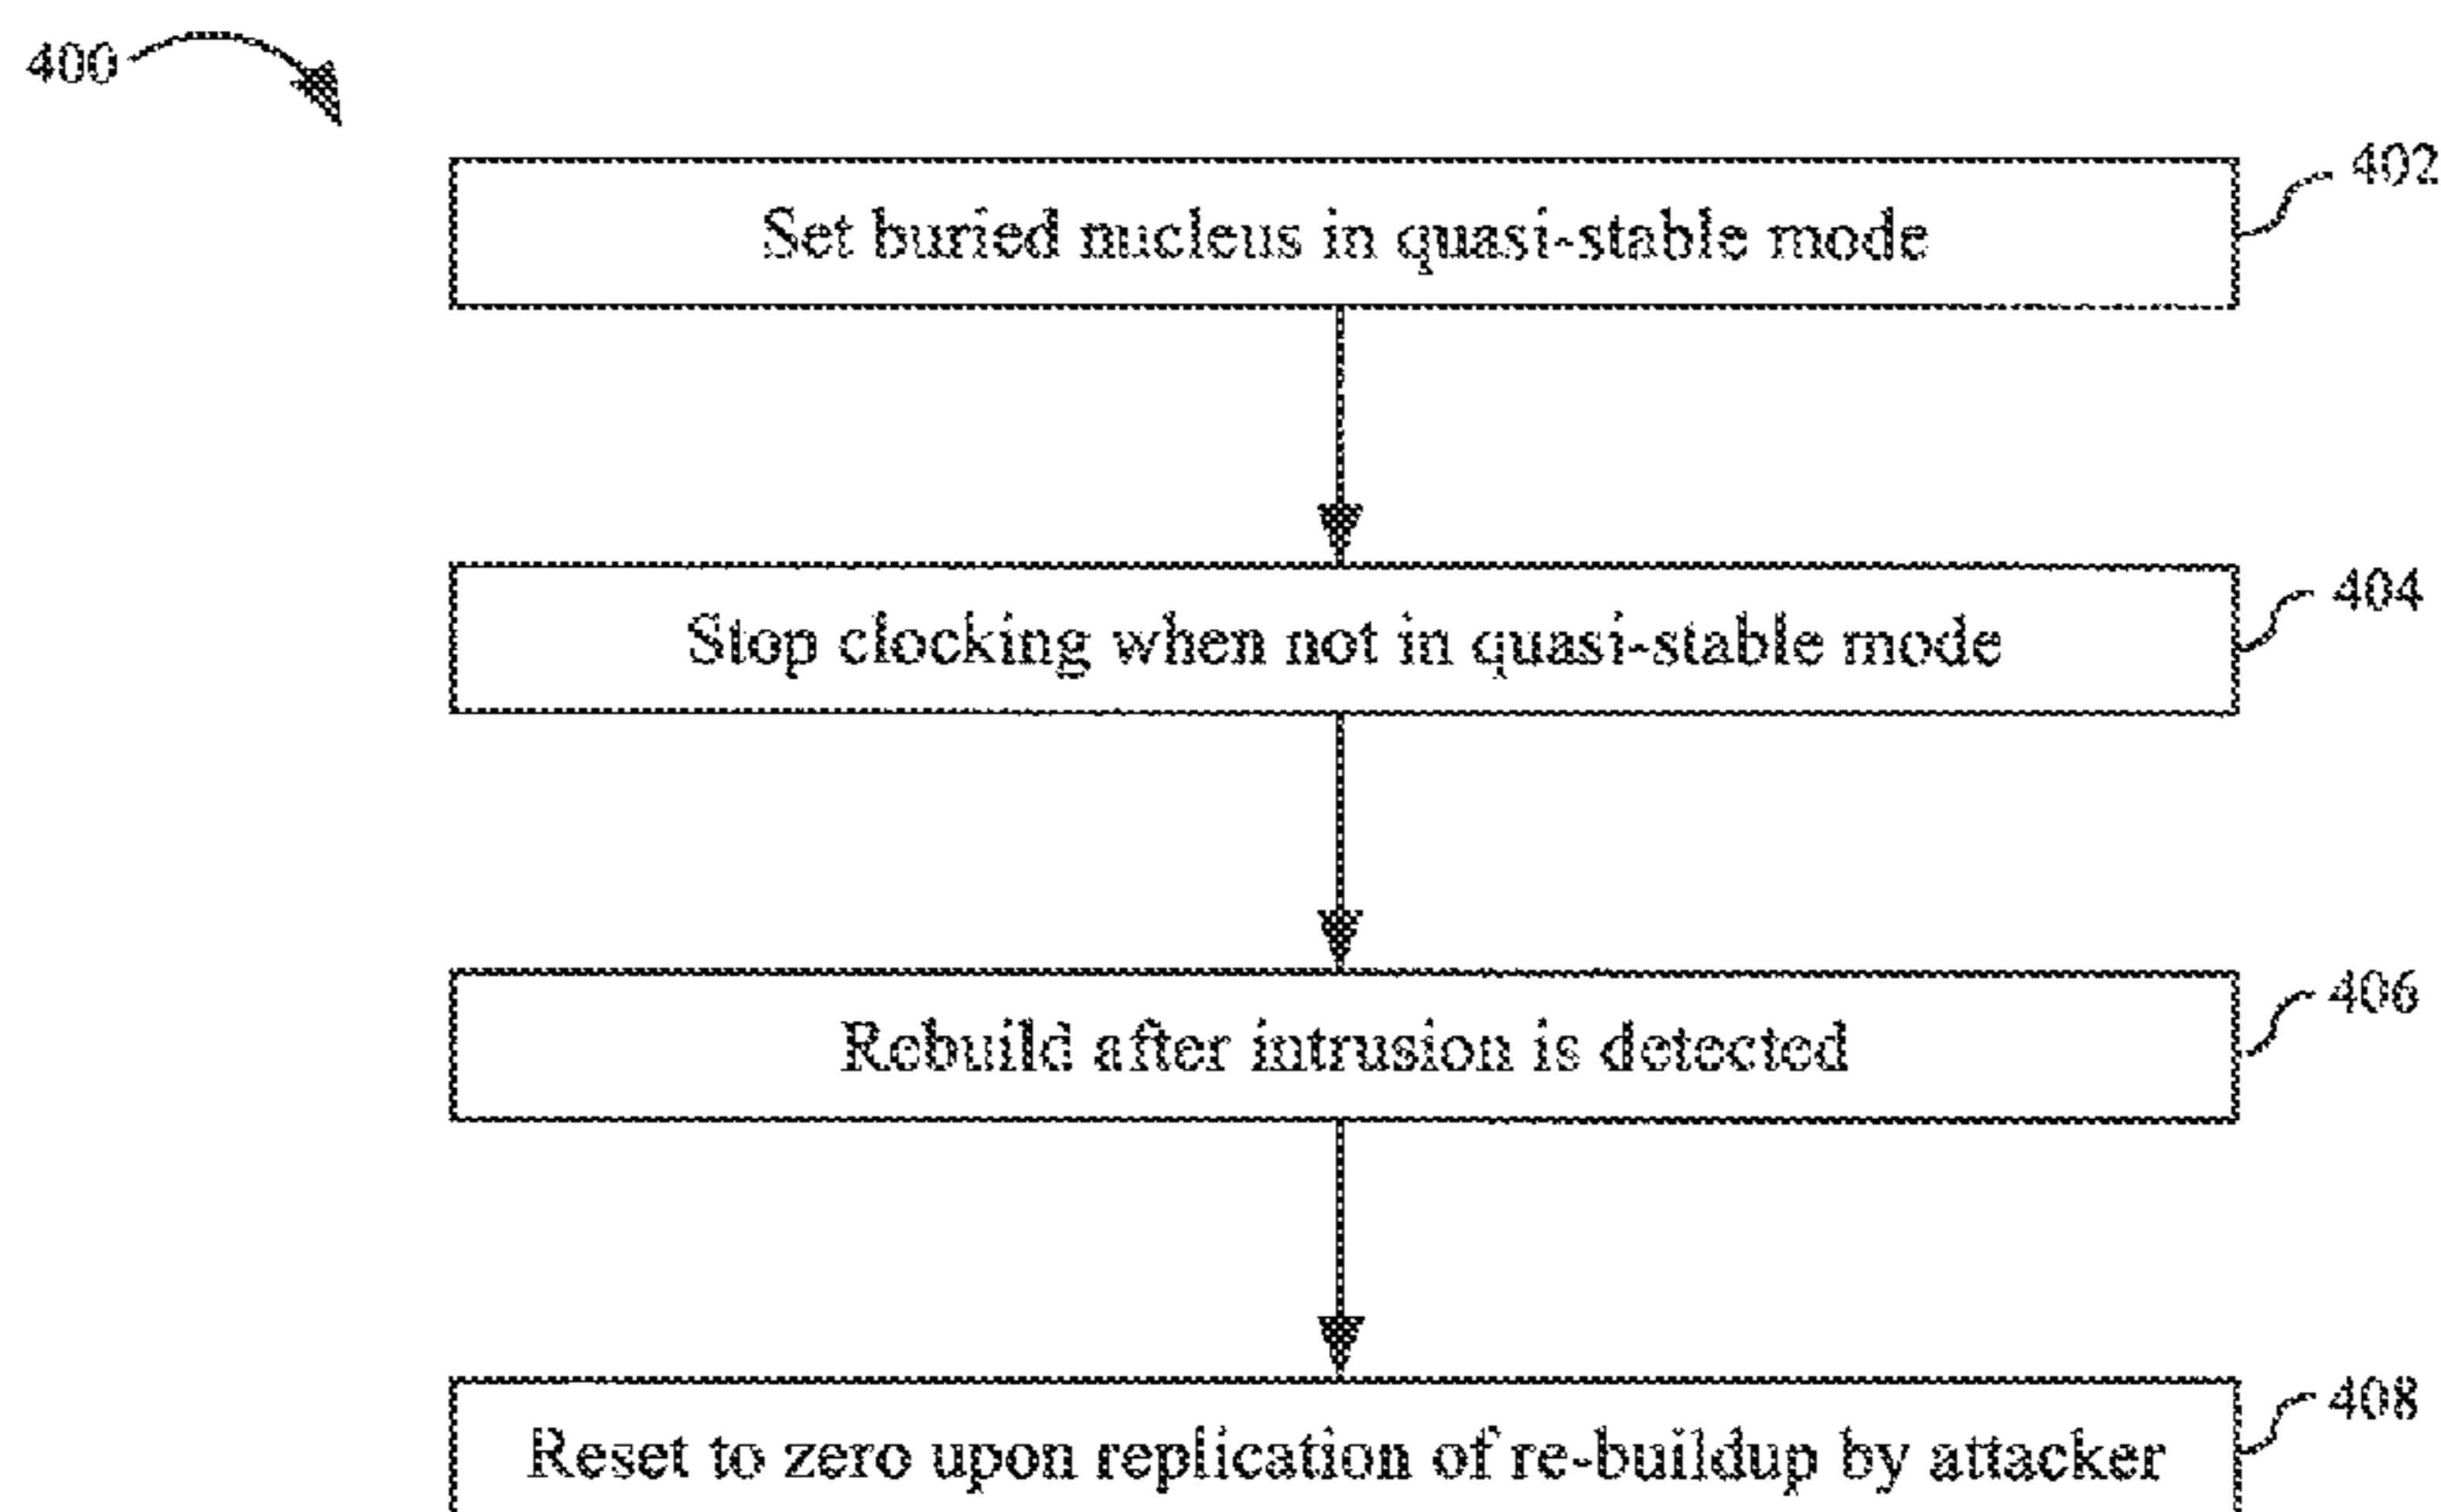 400
402
Set buried nucleus in quasi-stable mode
404
Stop clocking when not in quasi-stable mode
406
Rebuild after intrusion is detected
408
Reset to zero upon replication of re-buildup by attacker